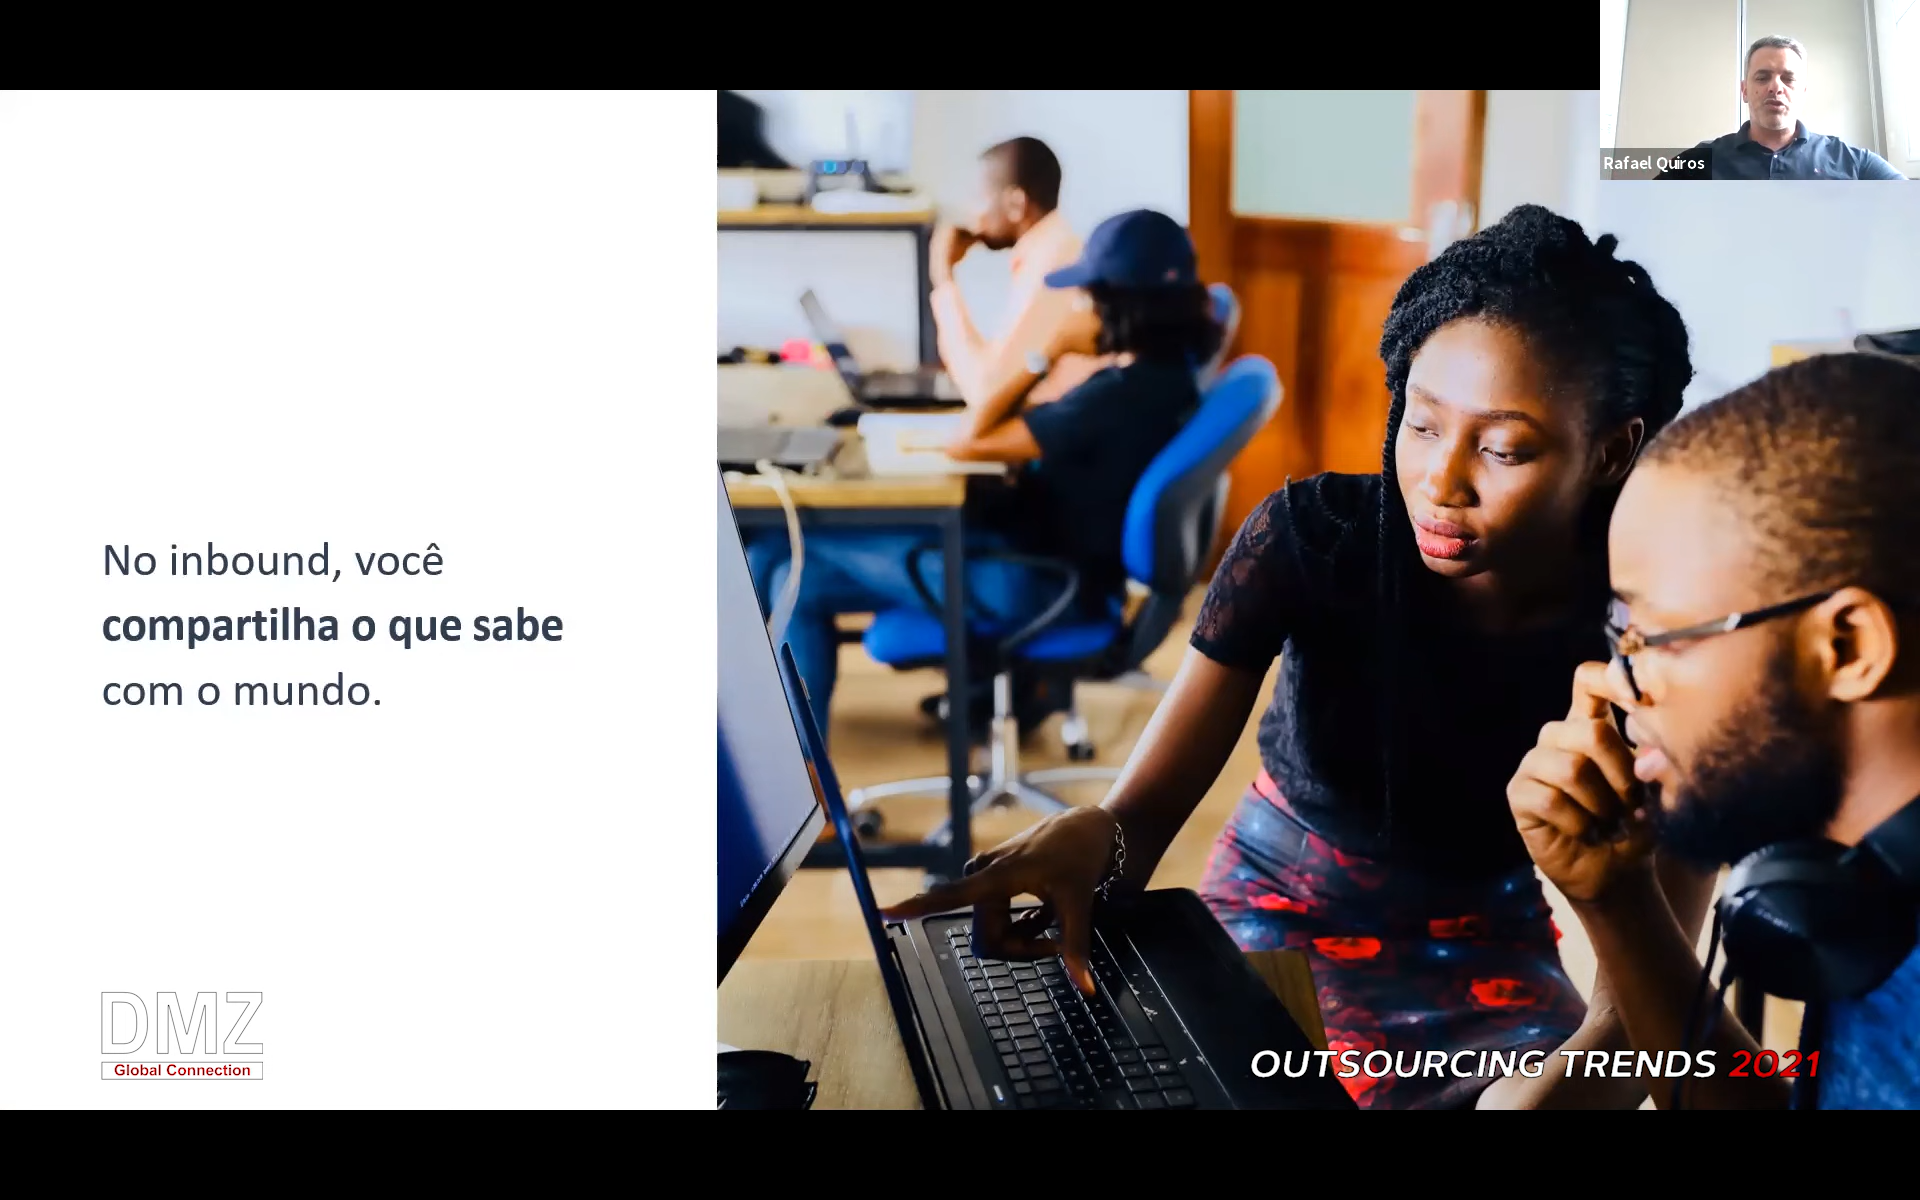 Rafael Quiros
No inbound, você
compartilha o que sabe
com o mundo.
DMZ
Global Connection
OUTSOURCING TRENDS 2021